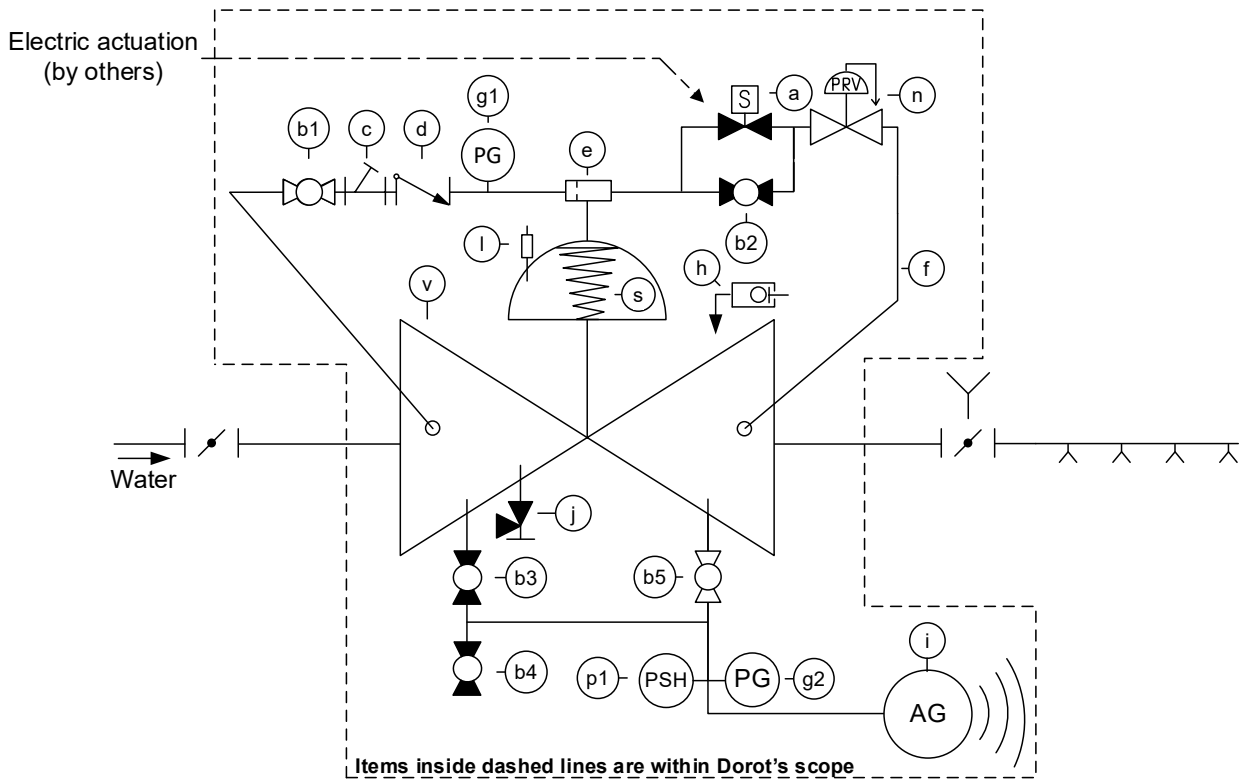 Electric actuation
(by others)
S
a
PRV
n
g1
b1
c
d
PG
e
b2
l
h
f
v
s
Water
j
b3
b5
b4
p1
PSH
PG
g2
i
AG
Items inside dashed lines are within Dorot's scope